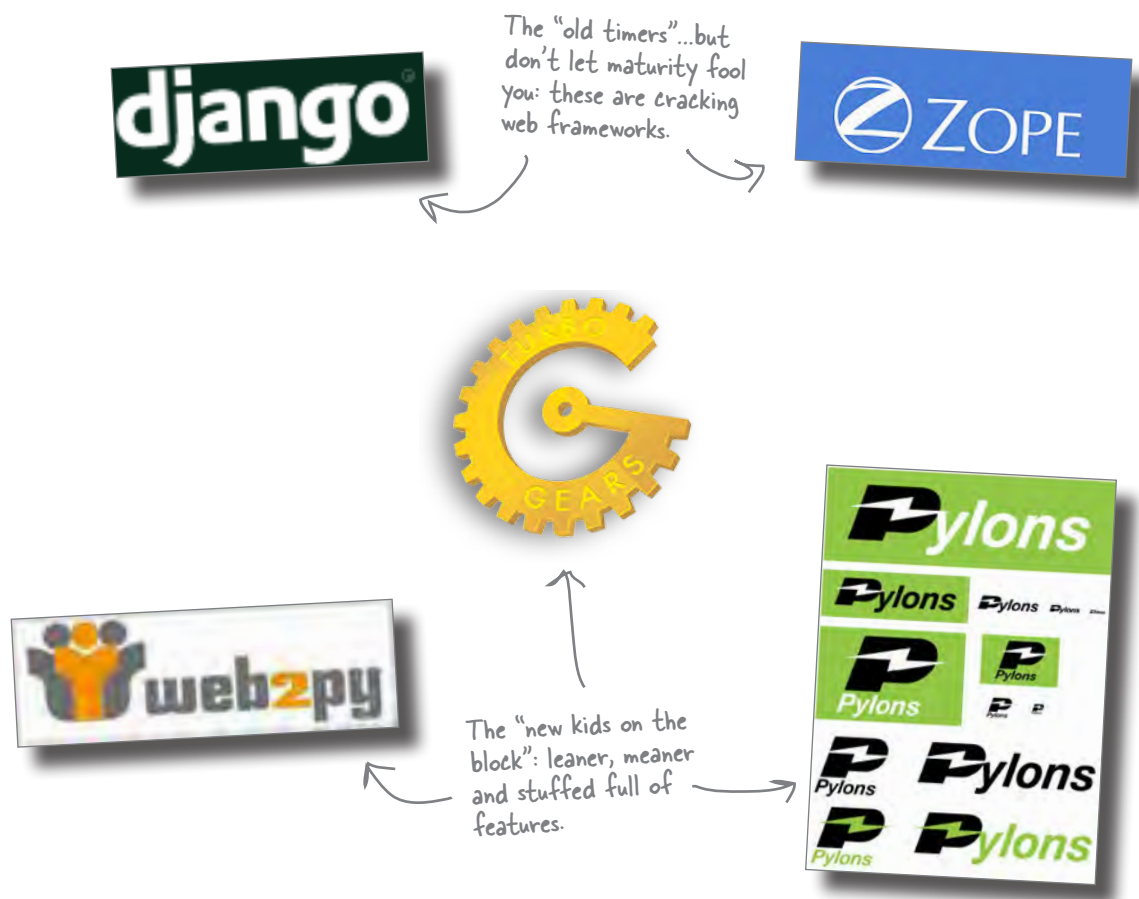 The "old timers"...but
don't let maturity fool
you: these are cracking
web frameworks.
django
ZOPE
TURBO
GEARS
Pylons
Pylons
Pylons
Pylons
Pylons
Pylons
Pylons
Pylons
Pylons
Pylons
Pylons
web2py
The "new kids on the
block": leaner, meaner
and stuffed full of
features.